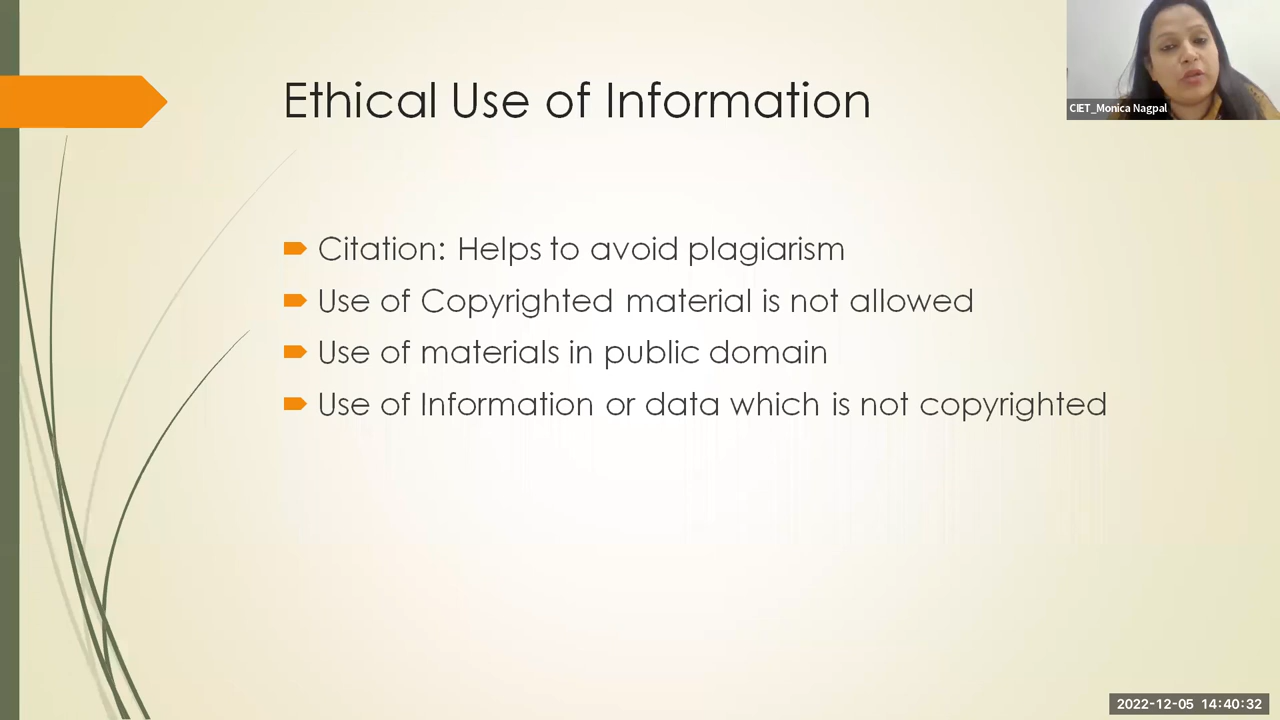 Ethical Use of Information
CIET_Monica Nagpal
Citation: Helps to avoid plagiarism
Use of Copyrighted material is not allowed
Use of materials in public domain
Use of Information or data which is not copyrighted
2022-12-05 14:40:32